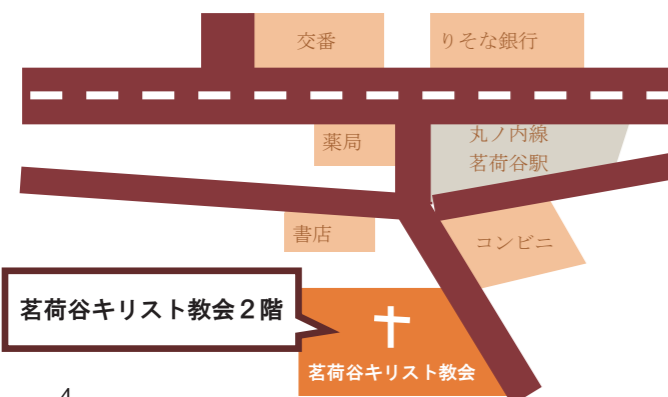 交番
りそな銀行
薬局
丸ノ内線
茗荷谷駅
書店
コンビニ
茗荷谷キリスト教会２階
茗荷谷キリスト教会
4